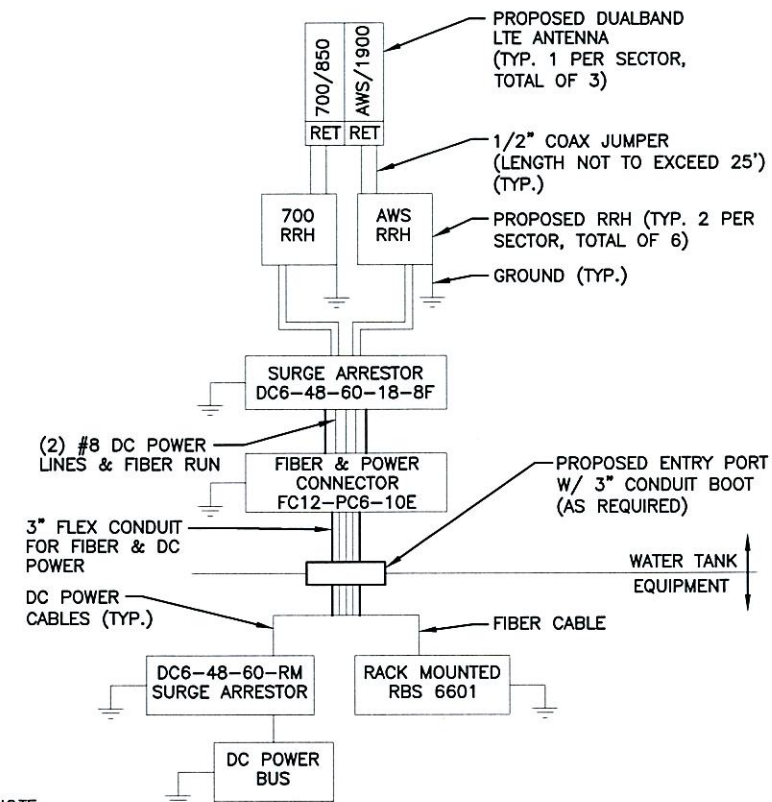 700/850
AWS/1900
RET
RET
PROPOSED DUALBAND
LTE ANTENNA
(TYP. 1 PER SECTOR,
TOTAL OF 3)
1/2" COAX JUMPER
(LENGTH NOT TO EXCEED 25')
(TYP.)
700
RRH
AWS
RRH
PROPOSED RRH (TYP. 2 PER
SECTOR, TOTAL OF 6)
GROUND (TYP.)
SURGE ARRESTOR
DC6-48-60-18-8F
(2) #8 DC POWER
LINES & FIBER RUN
FIBER & POWER
CONNECTOR
FC12-PC6-10E
PROPOSED ENTRY PORT
W/ 3" CONDUIT BOOT
(AS REQUIRED)
3" FLEX CONDUIT
FOR FIBER & DC
POWER
WATER TANK
EQUIPMENT
DC POWER
CABLES (TYP.)
FIBER CABLE
DC6-48-60-RM
SURGE ARRESTOR
RACK MOUNTED
RBS 6601
DC POWER
BUS